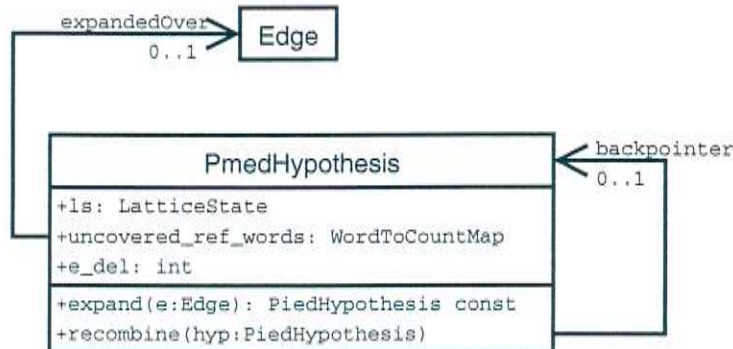 expandedOver
0..1
Edge
PmedHypothesis
backpointer
0..1
+ls: LatticeState
+uncovered_ref_words: WordToCountMap
+e_del: int
+expand(e:Edge): PiedHypothesis const
+recombine(hyp:PiedHypothesis)